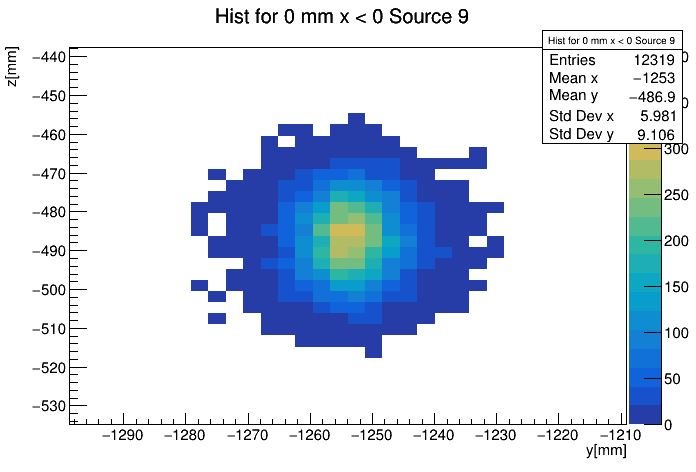 Hist for 0 mm x < 0 Source 9
z[mm]
Hist for 0 mm x < 0 Source 9
Entries 12319
Mean x −1253
Mean y −486.9
Std Dev x 5.981
Std Dev y 9.106
−440
−450
−460
−470
−480
−490
−500
−510
−520
−530
300
250
200
150
100
50
0
−1290 −1280 −1270 −1260 −1250 −1240 −1230 −1220 −1210
y[mm]